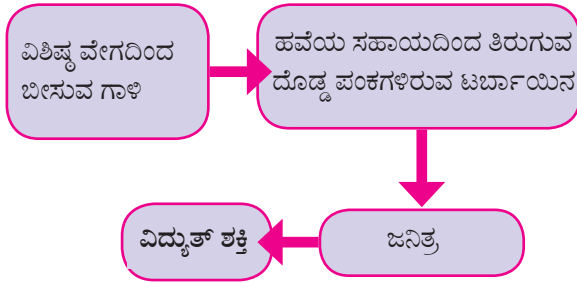 ವಿಶಿಷ್ಠ ವೇಗದಿಂದ
ಬೀಸುವ ಗಾಳಿ
ಹವೆಯ ಸಹಾಯದಿಂದ ತಿರುಗುವ
ದೊಡ್ಡ ಪಂಕಗಳಿರುವ ಟರ್ಬಾಯಿನ
ಜನಿತ್ರ
ವಿದ್ಯುತ್ ಶಕ್ತಿ